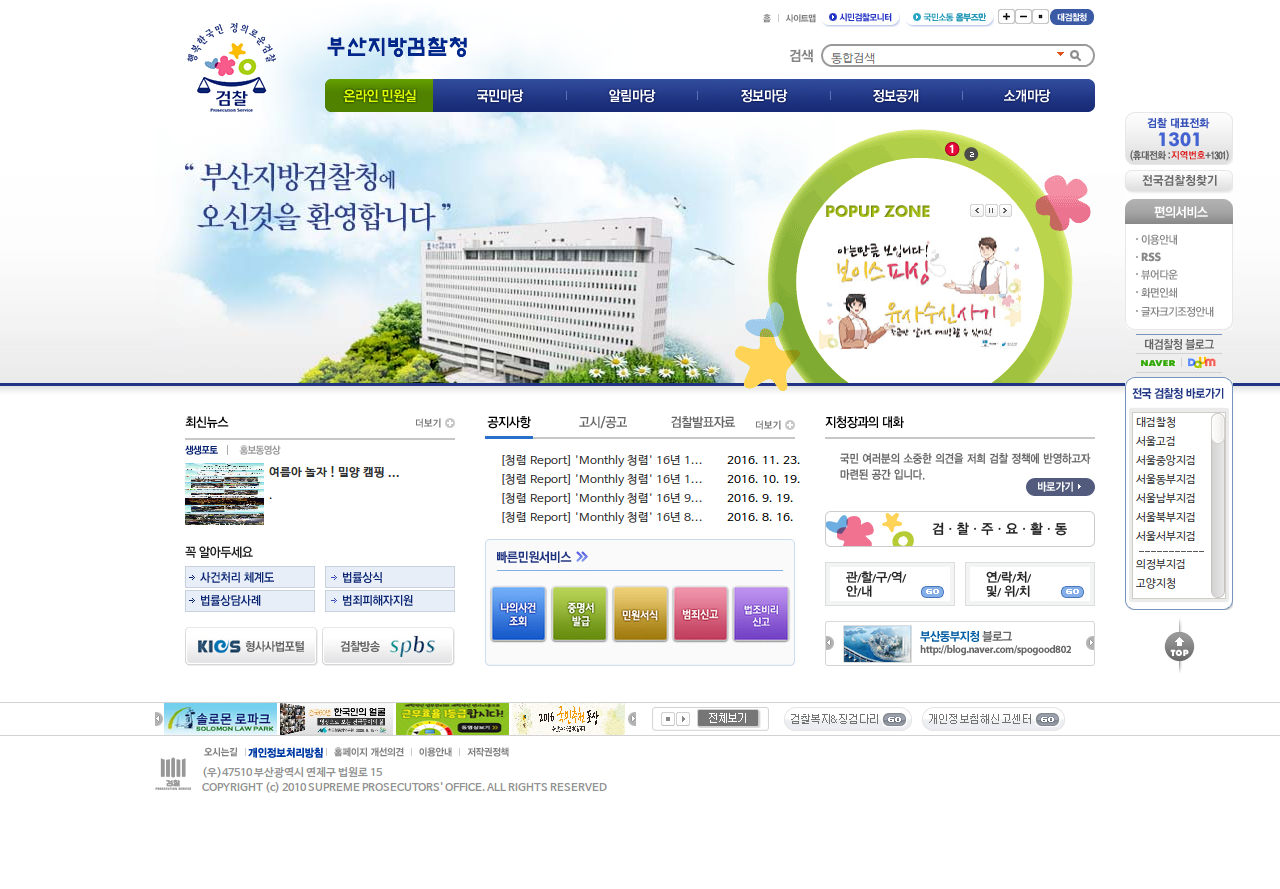 홈 | 사이트맵 시민검찰모니터 국민소통 옴부즈만 대검찰청
행복한국민 정의로운검찰
검찰
Prosecution Service
부산지방검찰청
검색 통합검색
온라인 민원실 국민마당 알림마당 정보마당 정보공개 소개마당
“ 부산지방검찰청에
오신것을 환영합니다 ”
1 2
POPUP ZONE
아는만큼 보입니다!
보이스피싱
유사수신사기
검찰 대표전화
1301
(휴대전화 :지역번호+1301)
전국검찰청찾기
편의서비스
· 이용안내
· RSS
· 뷰어다운
· 화면인쇄
· 글자크기조정안내
대검찰청 블로그
NAVER | Daum
전국 검찰청 바로가기
대검찰청
서울고검
서울중앙지검
서울동부지검
서울남부지검
서울북부지검
서울서부지검
------------
의정부지검
고양지청
TOP
최신뉴스 더보기
생생포토 | 홍보동영상
여름아 놀자 ! 밀양 캠핑 ...
.
꼭 알아두세요
사건처리 체계도 법률상식
법률상담사례 범죄피해자지원
KICS 형사사법포털 검찰방송 spbs
공지사항 고시/공고 검찰발표자료 더보기
[청렴 Report] 'Monthly 청렴' 16년 1... 2016. 11. 23.
[청렴 Report] 'Monthly 청렴' 16년 1... 2016. 10. 19.
[청렴 Report] 'Monthly 청렴' 16년 9... 2016. 9. 19.
[청렴 Report] 'Monthly 청렴' 16년 8... 2016. 8. 16.
빠른민원서비스
나의사건 조회
증명서 발급
민원서식
범죄신고
법조비리 신고
지청장과의 대화
국민 여러분의 소중한 의견을 저희 검찰 정책에 반영하고자
마련된 공간 입니다.
바로가기
검 · 찰 · 주 · 요 · 활 · 동
관/할/구/역/
안/내 GO
연/락/처/
및/ 위/치 GO
부산동부지청 블로그
http://blog.naver.com/spogood802
솔로몬 로파크
SOLOMON LAW PARK
한국인의 얼굴
근무효율 1등급 합시다!
2016 국민추천 포상
전체보기
검찰복지&징검다리 GO
개인정보침해신고센터 GO
오시는길 | 개인정보처리방침 | 홈페이지 개선의견 | 이용안내 | 저작권정책
검찰
PROSECUTION SERVICE
(우)47510 부산광역시 연제구 법원로 15
COPYRIGHT (c) 2010 SUPREME PROSECUTORS' OFFICE. ALL RIGHTS RESERVED